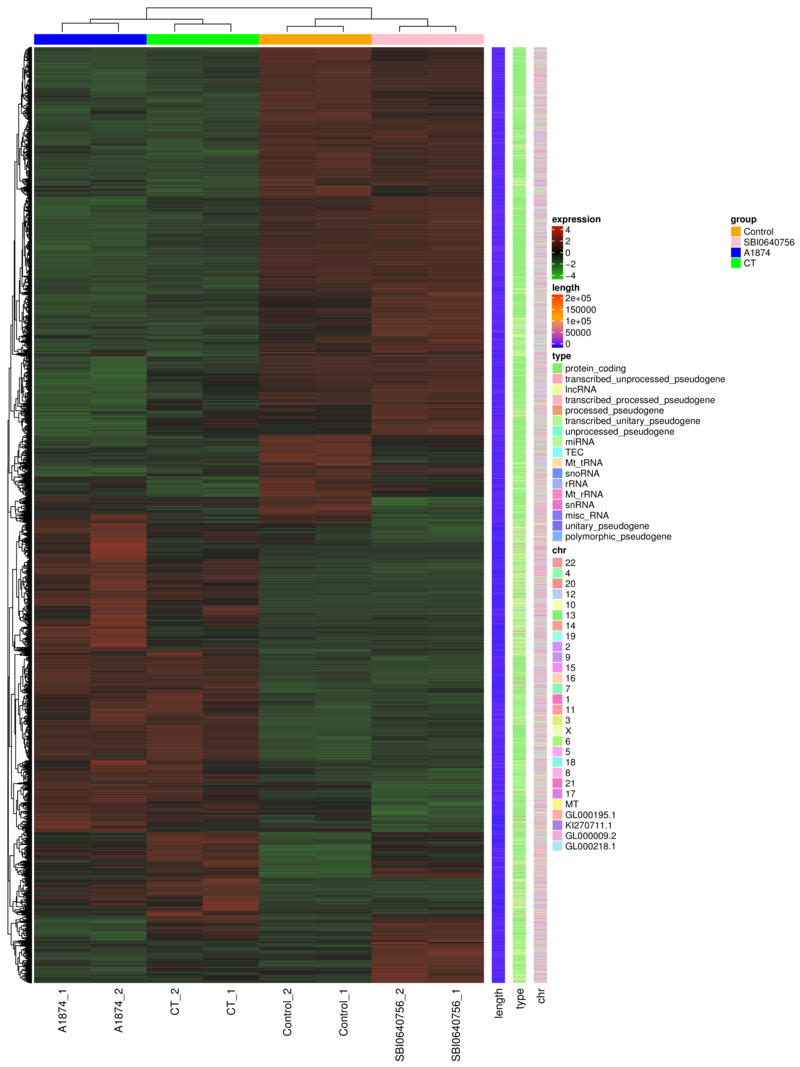 expression
4
2
0
−2
−4
length
2e+05
150000
1e+05
50000
0
type
protein_coding
transcribed_unprocessed_pseudogene
lncRNA
transcribed_processed_pseudogene
processed_pseudogene
transcribed_unitary_pseudogene
unprocessed_pseudogene
miRNA
TEC
Mt_tRNA
snoRNA
rRNA
Mt_rRNA
snRNA
misc_RNA
unitary_pseudogene
polymorphic_pseudogene
chr
22
4
20
12
10
13
14
19
2
9
15
16
7
1
11
3
X
6
5
18
8
21
17
MT
GL000195.1
KI270711.1
GL000009.2
GL000218.1
group
Control
SBI0640756
A1874
CT
A1874_1
A1874_2
CT_2
CT_1
Control_2
Control_1
SBI0640756_2
SBI0640756_1
length
type
chr